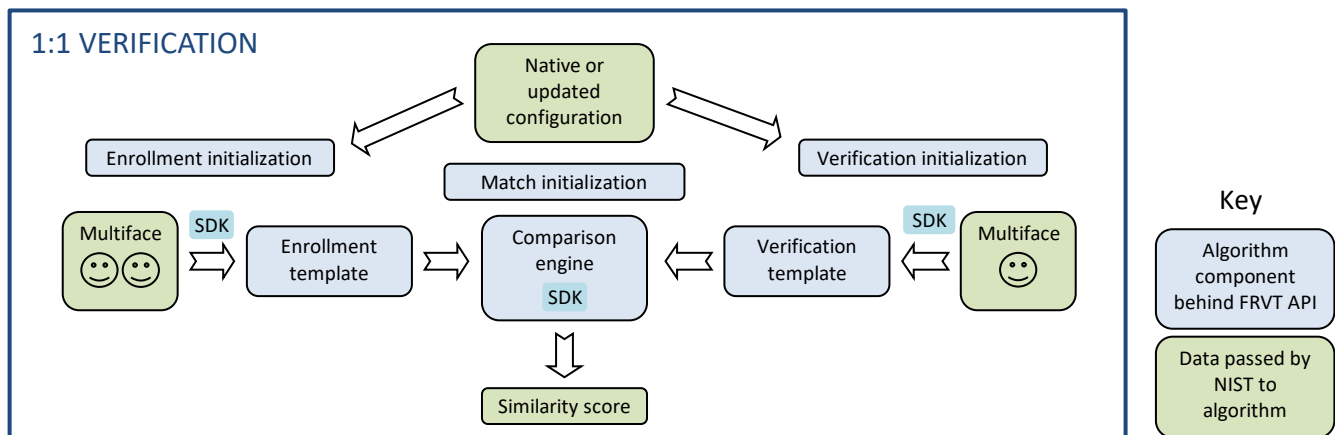 1:1 VERIFICATION
Native or
updated
configuration
Enrollment initialization
Verification initialization
Match initialization
Multiface
SDK
Enrollment
template
Comparison
engine
SDK
Verification
template
SDK
Multiface
Similarity score
Key
Algorithm
component
behind FRVT API
Data passed by
NIST to
algorithm